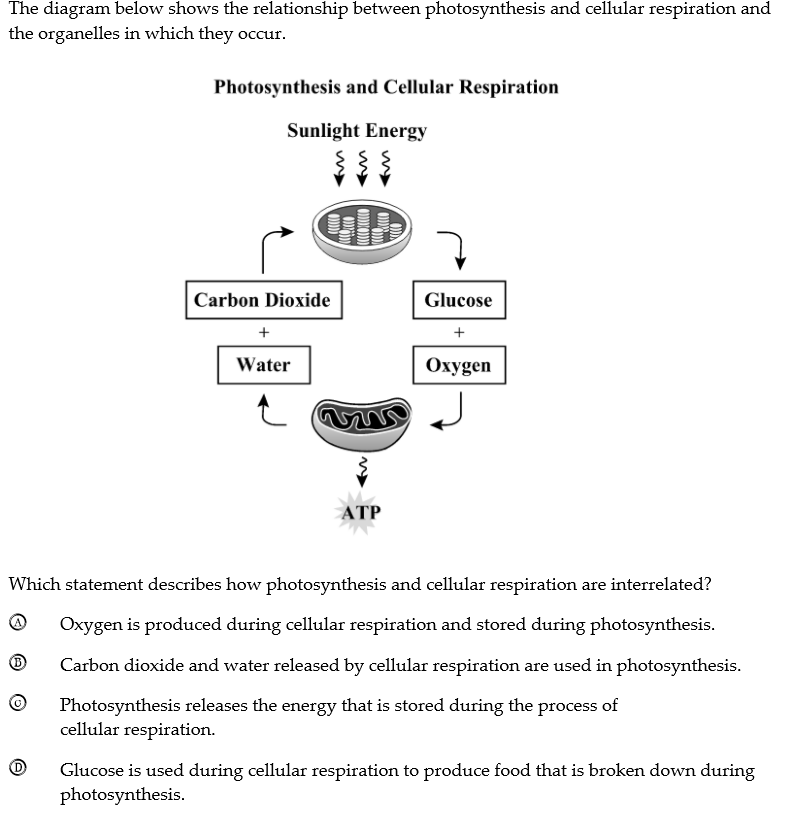 The diagram below shows the relationship between photosynthesis and cellular respiration and
the organelles in which they occur.
Photosynthesis and Cellular Respiration
Sunlight Energy
Carbon Dioxide
+
Water
Glucose
+
Oxygen
ATP
Which statement describes how photosynthesis and cellular respiration are interrelated?
Ⓐ Oxygen is produced during cellular respiration and stored during photosynthesis.
Ⓑ Carbon dioxide and water released by cellular respiration are used in photosynthesis.
Ⓒ Photosynthesis releases the energy that is stored during the process of
cellular respiration.
Ⓓ Glucose is used during cellular respiration to produce food that is broken down during
photosynthesis.